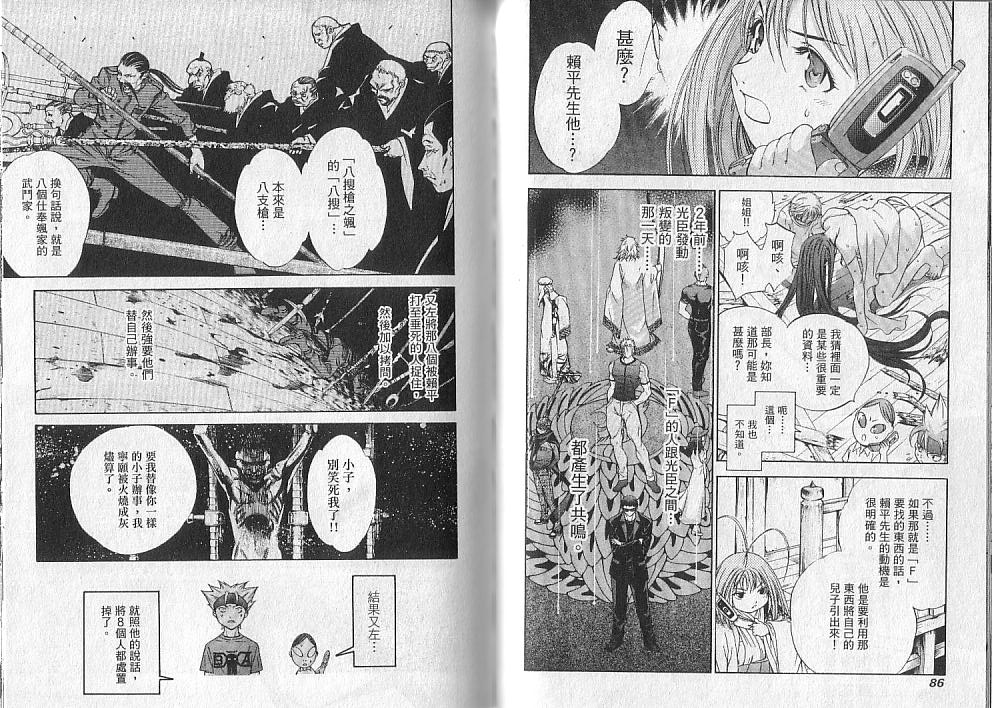 甚麼？
賴平先生他…？
姐姐!!
啊咳、
啊咳！
我猜裡面一定
是某些很重要
的資料…
部長，妳知
道那可能是
甚麼嗎？
呃……
這個…
我也
不知道。
2年前……
光臣發動
叛變的
那一天……
「F」的人跟光臣之間…
都產生了共鳴。
不過……
如果那就是「F」
要找的東西的話，
賴平先生的動機是
很明確的。
他是要利用那
東西將自己的
兒子引出來！
86
「八搜槍之颯」
的「八搜」…
本來是
八支槍…
換句話說，就是
八個仕奉颯家的
武鬥家。
又左將那八個被賴平
打至垂死的人捉住，
然後加以拷問。
然後強要他們
替自己辦事。
小子，
別笑死我了!!
要我替像你一樣
的小子辦事，我
寧願被火燒成灰
燼算了。
結果又左…
就照他的說話，
將8個人都處置
掉了。